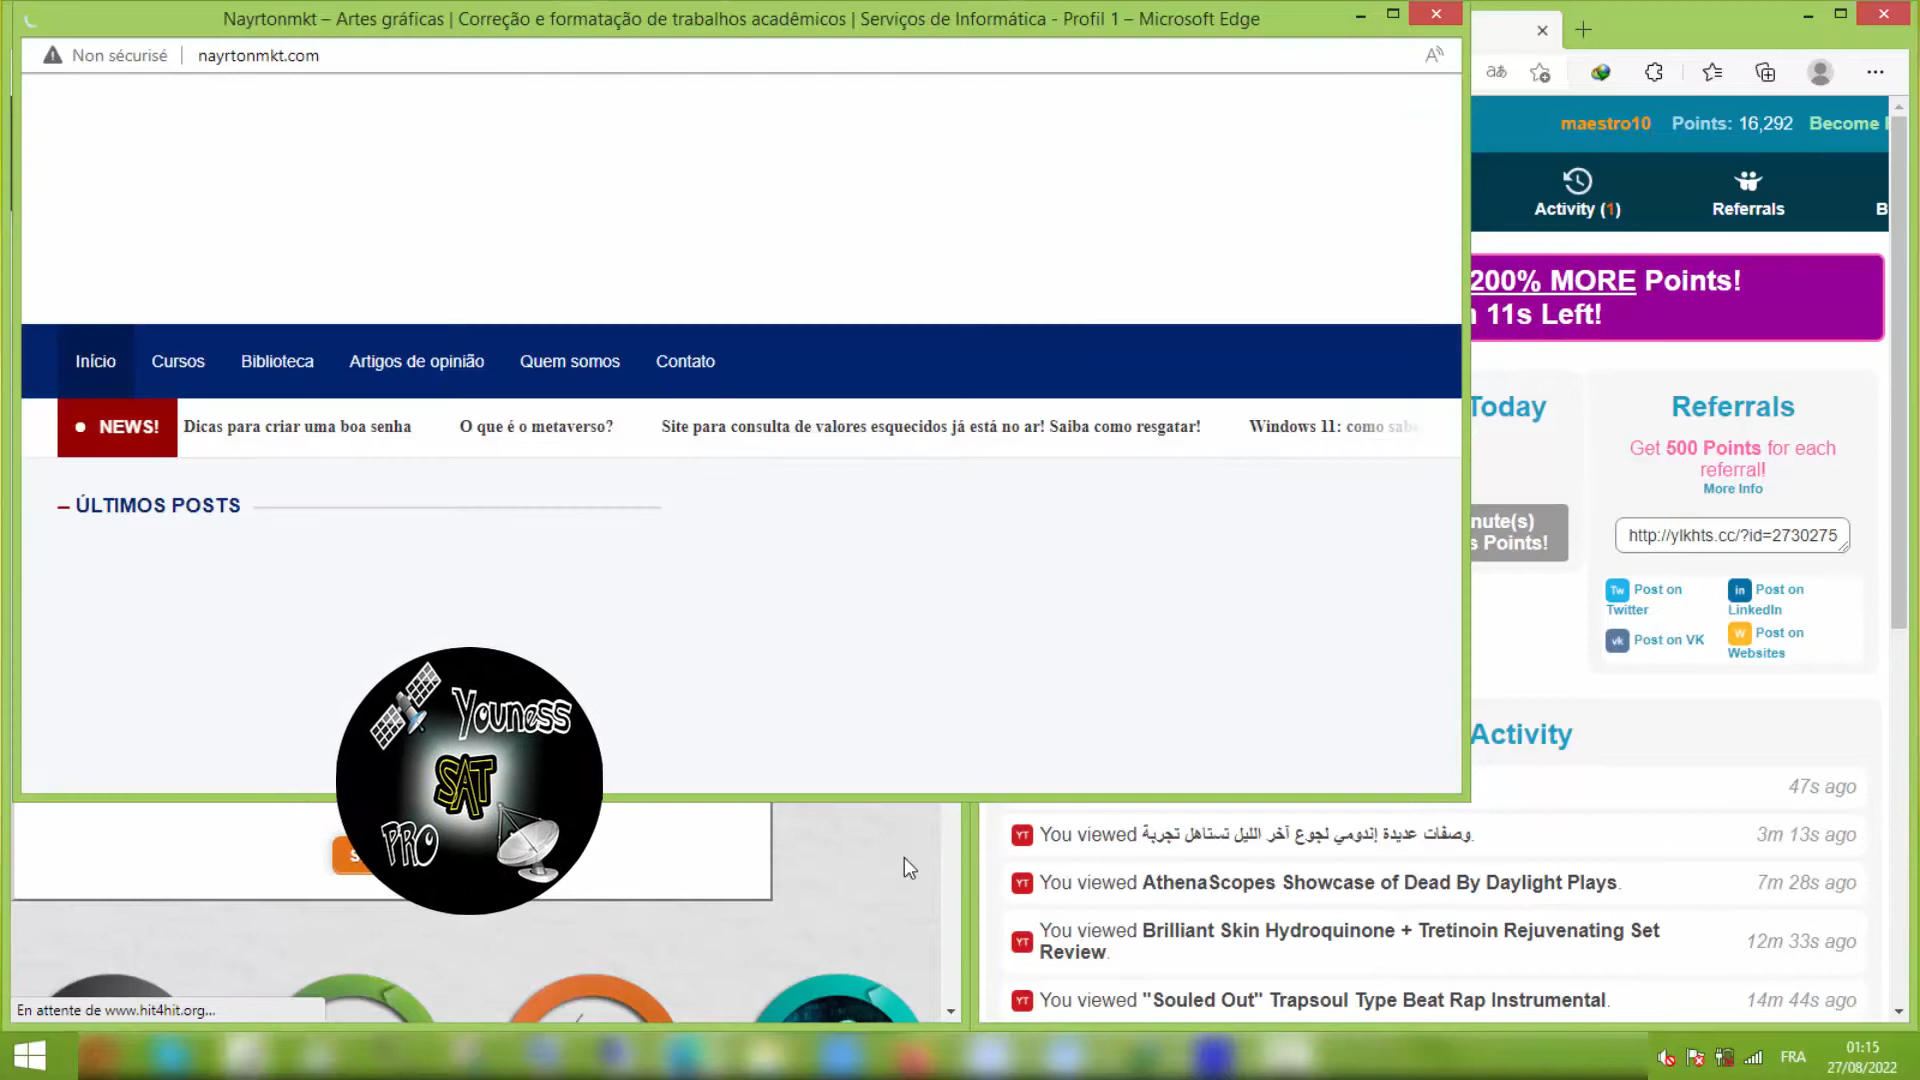 Nayrtonmkt – Artes gráficas | Correção e formatação de trabalhos acadêmicos | Serviços de Informática - Profil 1 – Microsoft Edge
Non sécurisé nayrtonmkt.com
Início Cursos Biblioteca Artigos de opinião Quem somos Contato
NEWS! Dicas para criar uma boa senha O que é o metaverso? Site para consulta de valores esquecidos já está no ar! Saiba como resgatar! Windows 11: como
ÚLTIMOS POSTS
Youness
SAT
PRO
En attente de www.hit4hit.org...
maestro10 Points: 16,292 Become
Activity (1) Referrals B
200% MORE Points!
11s Left!
Today
nute(s)
s Points!
Referrals
Get 500 Points for each
referral!
More Info
http://ylkhts.cc/?id=2730275
Tw Post on
Twitter
in Post on
LinkedIn
vk Post on VK
W Post on
Websites
Activity
47s ago
YT You viewed وصفات عديدة إندومي لجوع آخر الليل تستاهل تجربة. 3m 13s ago
YT You viewed AthenaScopes Showcase of Dead By Daylight Plays. 7m 28s ago
YT You viewed Brilliant Skin Hydroquinone + Tretinoin Rejuvenating Set
Review. 12m 33s ago
YT You viewed "Souled Out" Trapsoul Type Beat Rap Instrumental. 14m 44s ago
FRA
01:15
27/08/2022